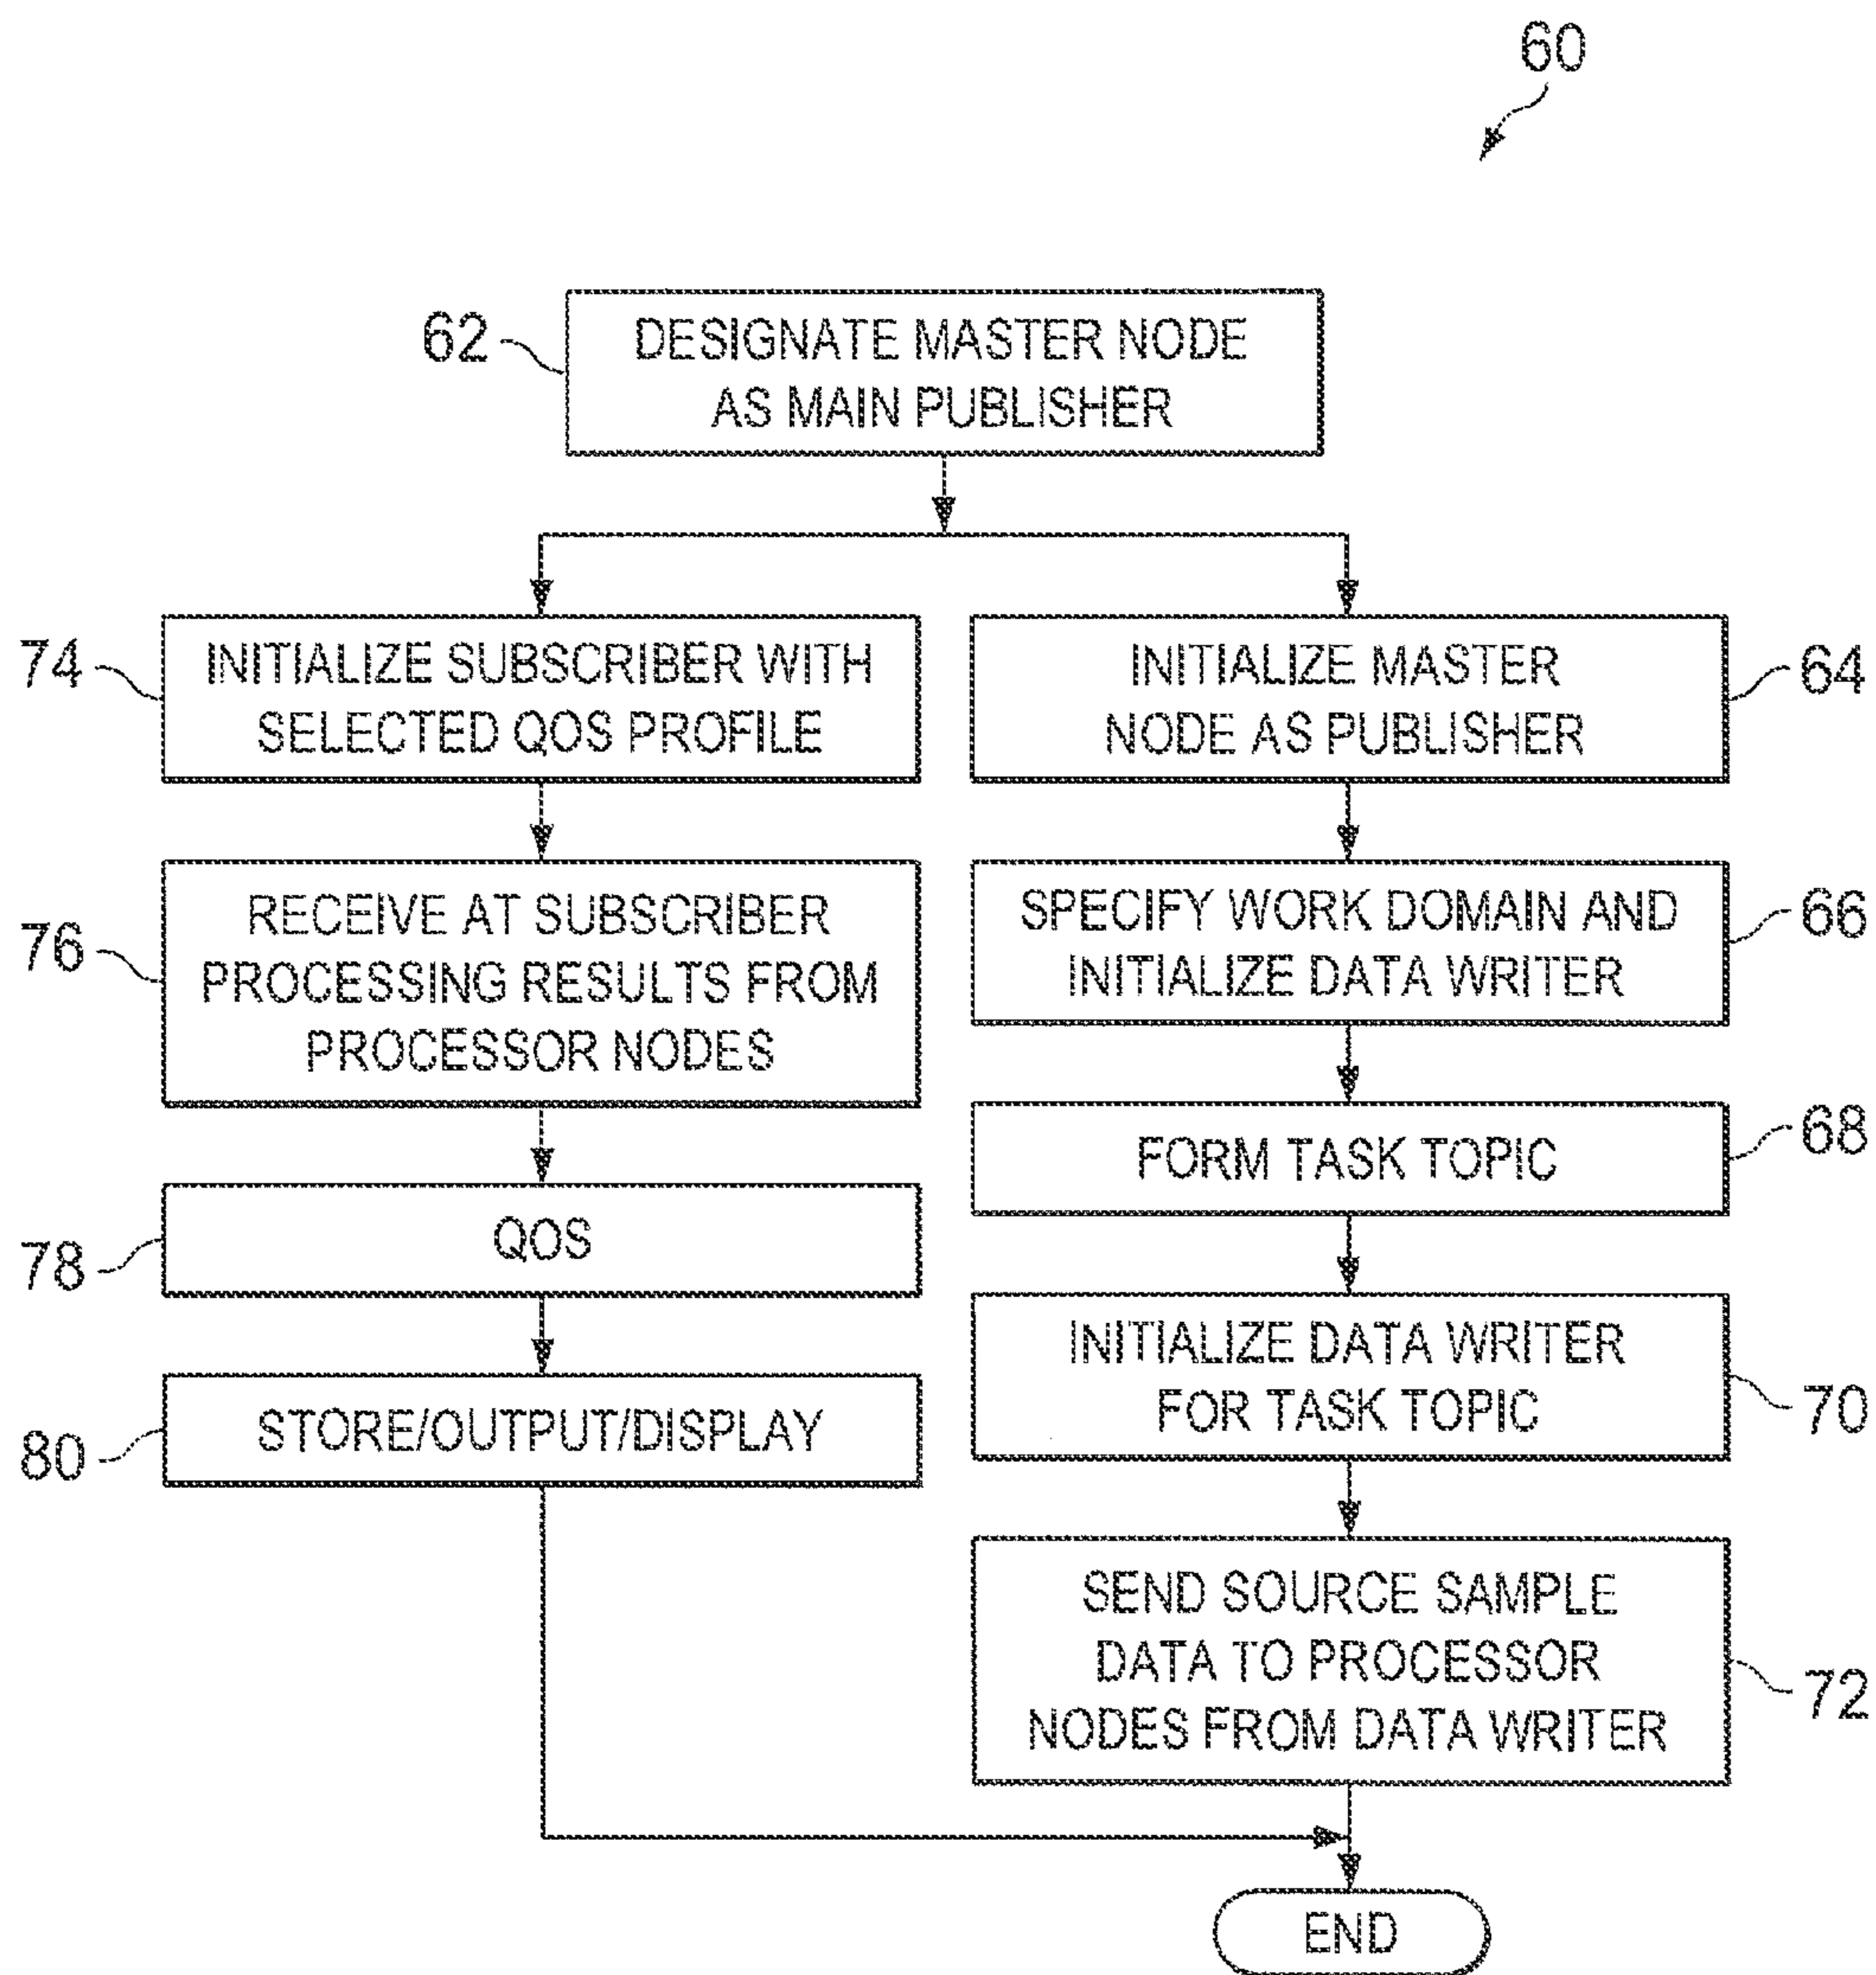 60
62
DESIGNATE MASTER NODE
AS MAIN PUBLISHER
74
INITIALIZE SUBSCRIBER WITH
SELECTED QOS PROFILE
76
RECEIVE AT SUBSCRIBER
PROCESSING RESULTS FROM
PROCESSOR NODES
78
QOS
80
STORE/OUTPUT/DISPLAY
INITIALIZE MASTER
NODE AS PUBLISHER
64
SPECIFY WORK DOMAIN AND
INITIALIZE DATA WRITER
66
FORM TASK TOPIC
68
INITIALIZE DATA WRITER
FOR TASK TOPIC
70
SEND SOURCE SAMPLE
DATA TO PROCESSOR
NODES FROM DATA WRITER
72
END